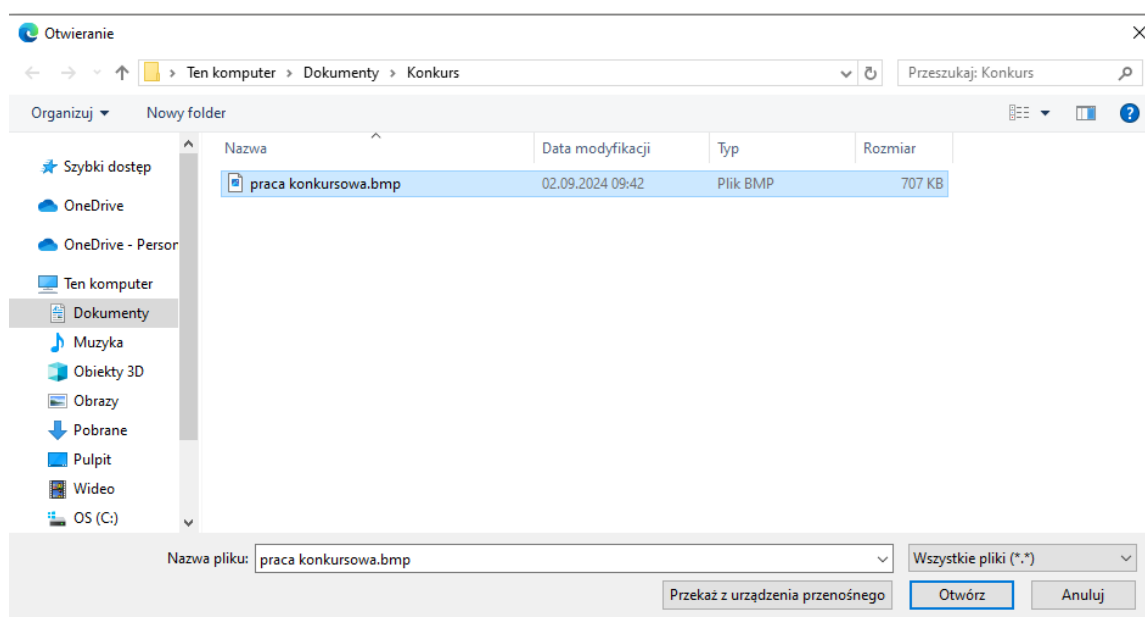 Otwieranie
Ten komputer > Dokumenty > Konkurs
Przeszukaj: Konkurs
Organizuj
Nowy folder
Nazwa
Data modyfikacji
Typ
Rozmiar
praca konkursowa.bmp
02.09.2024 09:42
Plik BMP
707 KB
Szybki dostęp
OneDrive
OneDrive - Person
Ten komputer
Dokumenty
Muzyka
Obiekty 3D
Obrazy
Pobrane
Pulpit
Wideo
OS (C:)
Nazwa pliku: praca konkursowa.bmp
Wszystkie pliki (*.*)
Przekaż z urządzenia przenośnego
Otwórz
Anuluj